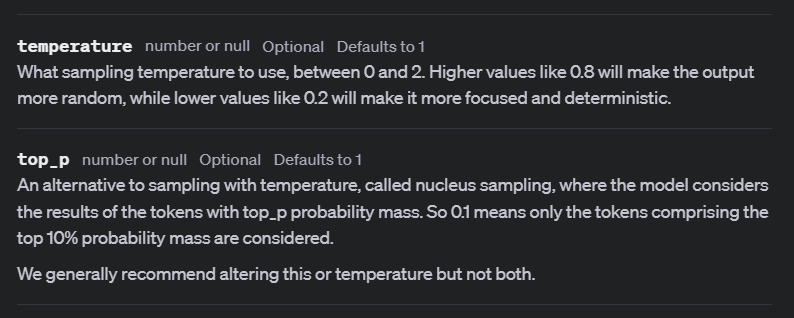 temperature number or null Optional Defaults to 1
What sampling temperature to use, between 0 and 2. Higher values like 0.8 will make the output
more random, while lower values like 0.2 will make it more focused and deterministic.
top_p number or null Optional Defaults to 1
An alternative to sampling with temperature, called nucleus sampling, where the model considers
the results of the tokens with top_p probability mass. So 0.1 means only the tokens comprising the
top 10% probability mass are considered.
We generally recommend altering this or temperature but not both.